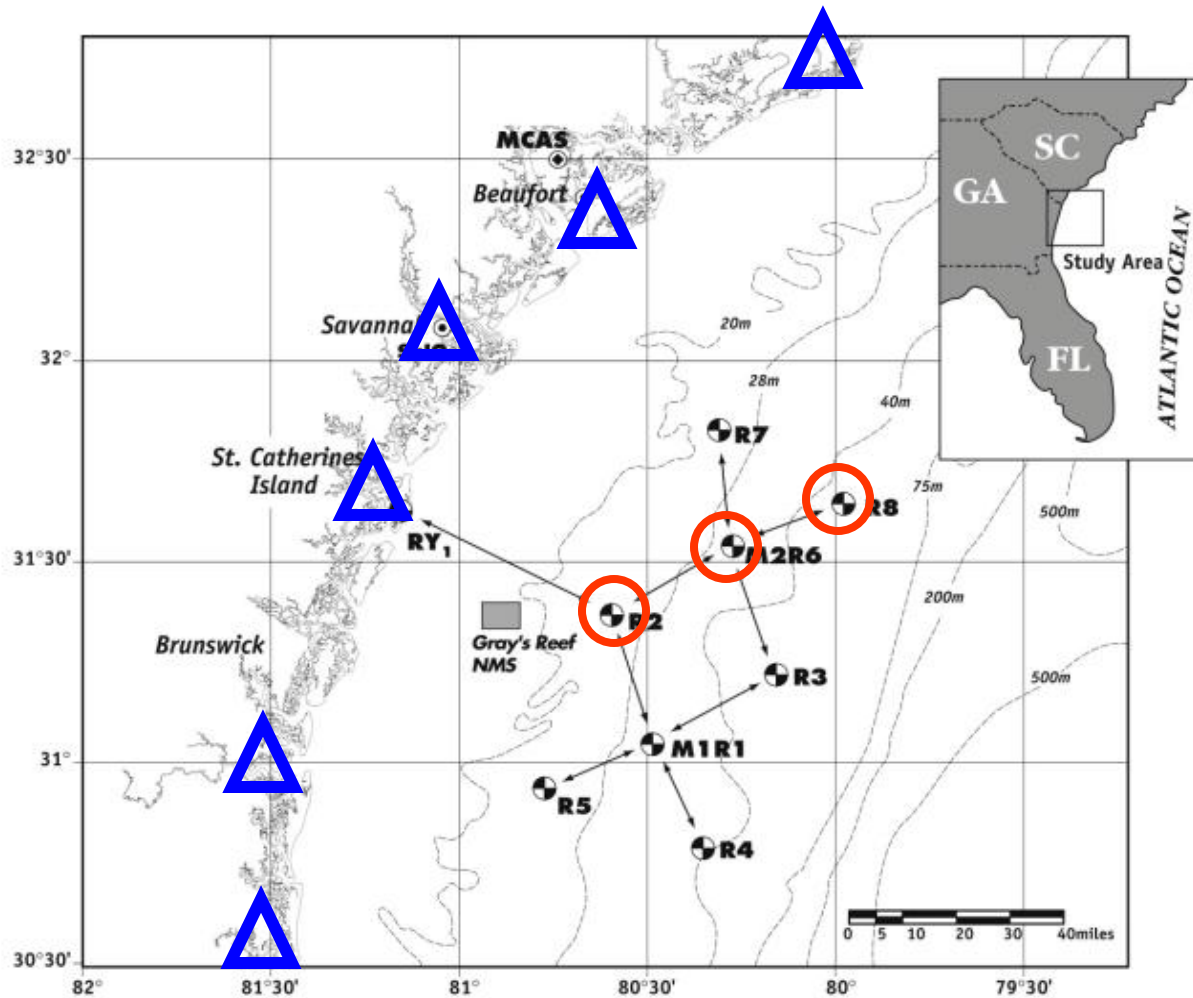 MCAS
32°30'
Beaufort
SC
GA
Study Area
ATLANTIC OCEAN
FL
Savanna
32°
20m
28m
40m
75m
500m
200m
500m
R7
R8
St. Catherines
Island
RY1
M2R6
31°30'
R2
Gray's Reef
NMS
Brunswick
R3
31°
M1R1
R5
R4
0 5 10 20 30 40miles
30°30'
82° 81°30' 81° 80°30' 80° 79°30'